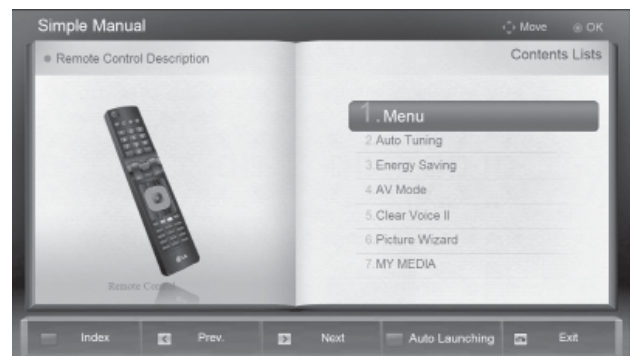 Simple Manual
Move OK
Remote Control Description
Contents Lists
1. Menu
2. Auto Tuning
3. Energy Saving
4. AV Mode
5. Clear Voice II
6. Picture Wizard
7. MY MEDIA
LG
Remote Control
Index Prev. Next Auto Launching Exit